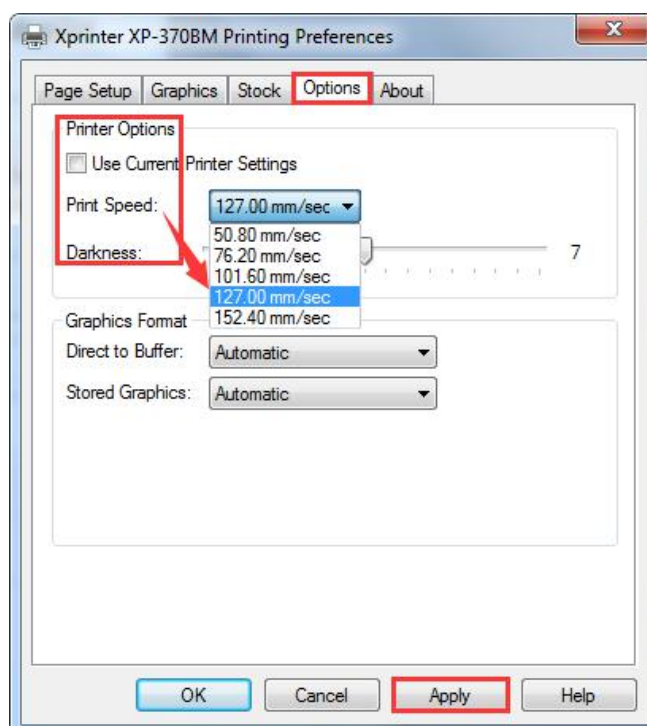 Xprinter XP-370BM Printing Preferences
Page Setup Graphics Stock Options About
Printer Options
Use Current Printer Settings
Print Speed: 127.00 mm/sec
50.80 mm/sec
76.20 mm/sec
101.60 mm/sec
127.00 mm/sec
152.40 mm/sec
Darkness: 7
Graphics Format
Direct to Buffer: Automatic
Stored Graphics: Automatic
OK Cancel Apply Help